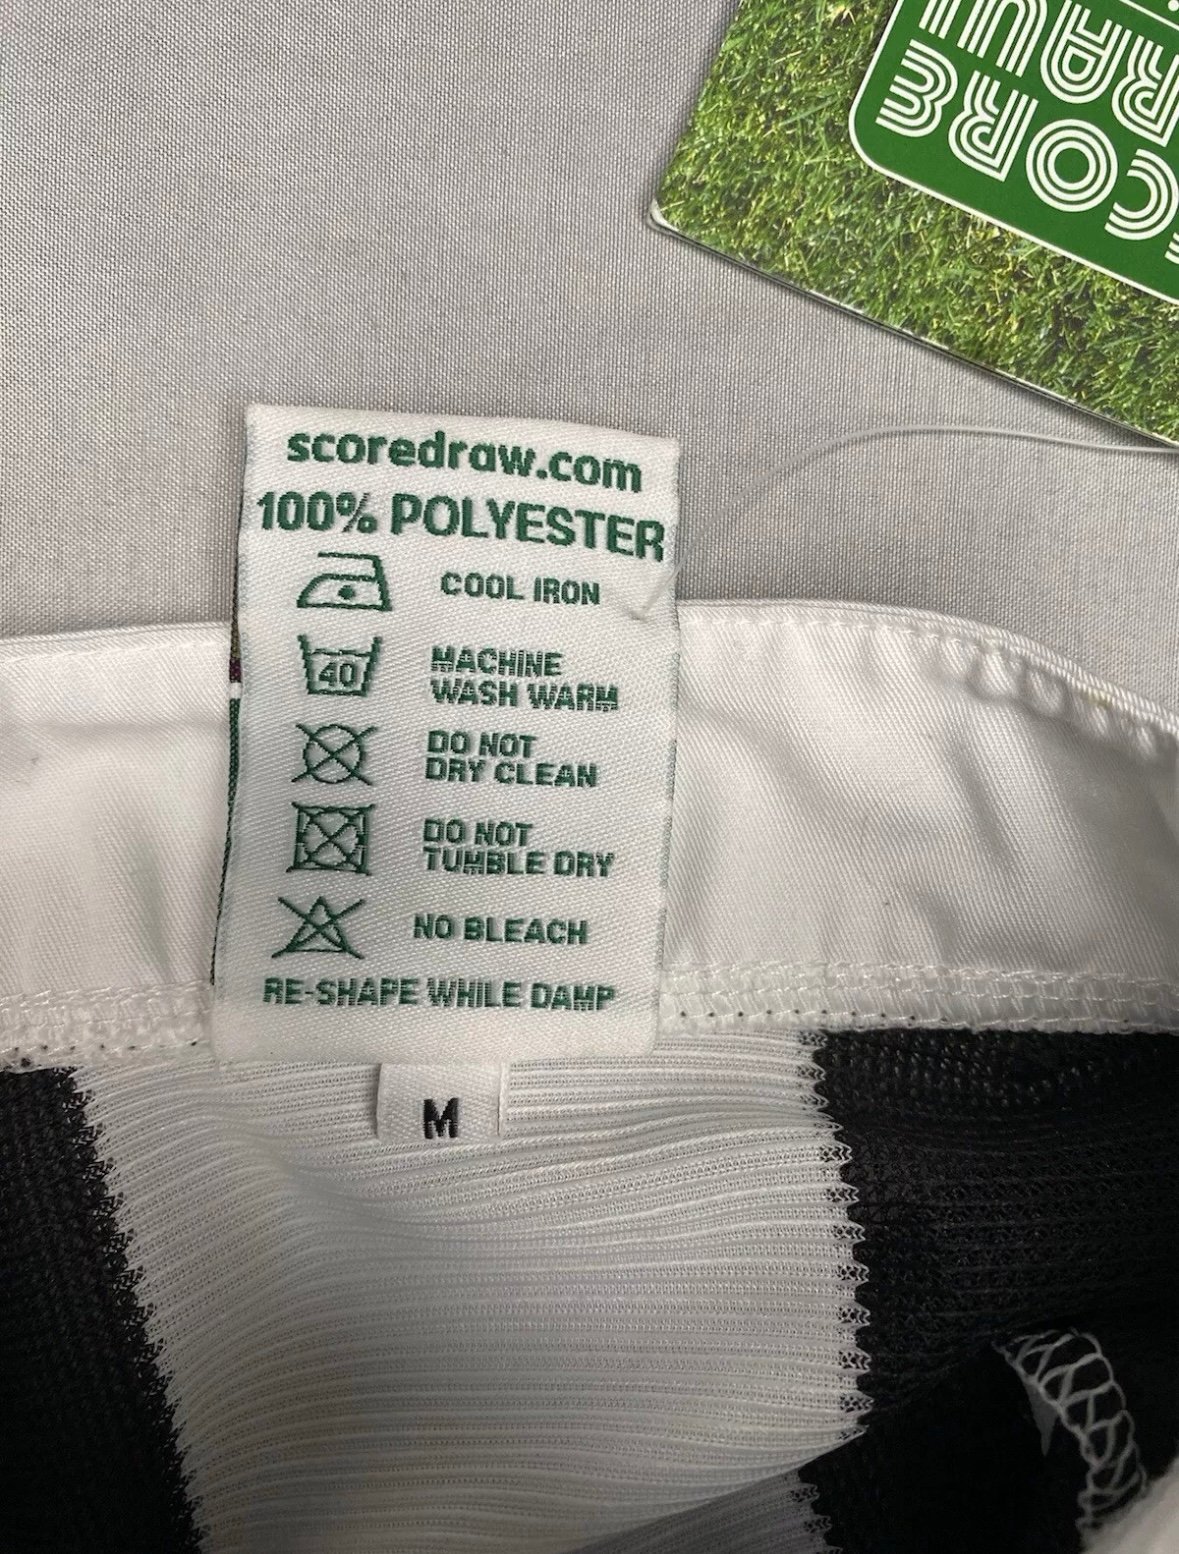 scoredraw.com
100% POLYESTER
COOL IRON
40
MACHINE
WASH WARM
DO NOT
DRY CLEAN
DO NOT
TUMBLE DRY
NO BLEACH
RE-SHAPE WHILE DAMP
M